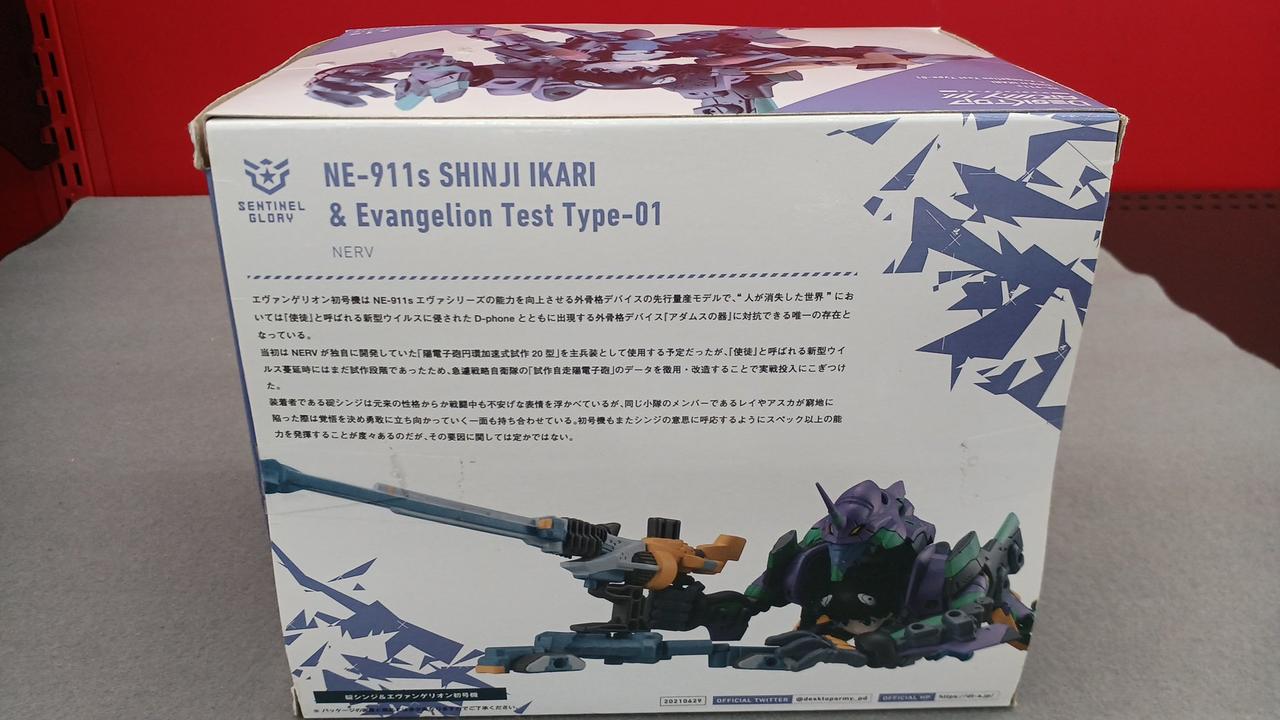 DESKTOP
Evangelion Test Type-01
SENTINEL
GLORY
NE-911s SHINJI IKARI
& Evangelion Test Type-01
NERV
エヴァンゲリオン初号機は NE-911s エヴァシリーズの能力を向上させる外骨格デバイスの先行量産モデルで、“人が消失した世界”にお
いては「使徒」と呼ばれる新型ウイルスに侵された D-phone とともに出現する外骨格デバイス「アダムスの器」に対抗できる唯一の存在と
なっている。
当初は NERV が独自に開発していた「陽電子砲円環加速式試作 20 型」を主兵装として使用する予定だったが、「使徒」と呼ばれる新型ウイ
ルス蔓延時にはまだ試作段階であったため、急遽戦略自衛隊の「試作自走陽電子砲」のデータを徴用・改造することで実戦投入にこぎつけ
た。
装着者である碇シンジは元来の性格からか戦闘中も不安げな表情を浮かべているが、同じ小隊のメンバーであるレイやアスカが窮地に
陥った際は覚悟を決め勇敢に立ち向かっていく一面も持ち合わせている。初号機もまたシンジの意思に呼応するようにスペック以上の能
力を発揮することが度々あるのだが、その要因に関しては定かではない。
碇シンジ&エヴァンゲリオン初号機
20210629
OFFICIAL TWITTER
@desktoparmy_pd
OFFICIAL HP